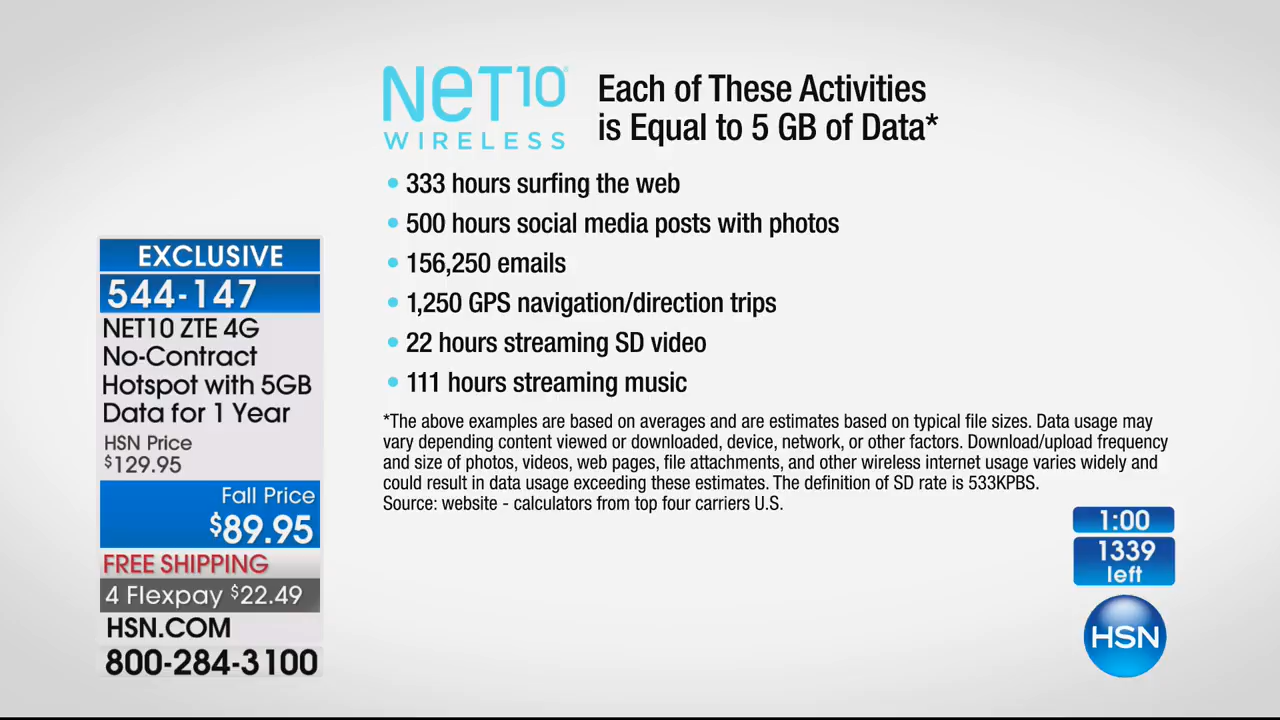 NET10
WIRELESS
Each of These Activities
is Equal to 5 GB of Data*
• 333 hours surfing the web
• 500 hours social media posts with photos
• 156,250 emails
• 1,250 GPS navigation/direction trips
• 22 hours streaming SD video
• 111 hours streaming music
*The above examples are based on averages and are estimates based on typical file sizes. Data usage may
vary depending content viewed or downloaded, device, network, or other factors. Download/upload frequency
and size of photos, videos, web pages, file attachments, and other wireless internet usage varies widely and
could result in data usage exceeding these estimates. The definition of SD rate is 533KPBS.
Source: website - calculators from top four carriers U.S.
EXCLUSIVE
544-147
NET10 ZTE 4G
No-Contract
Hotspot with 5GB
Data for 1 Year
HSN Price
$129.95
Fall Price
$89.95
FREE SHIPPING
4 Flexpay $22.49
HSN.COM
800-284-3100
1:00
1339
left
HSN